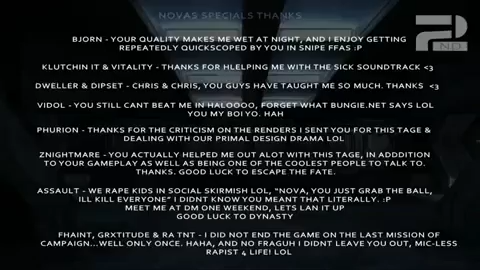 NOVAS SPECIALS THANKS
BJORN - YOUR QUALITY MAKES ME WET AT NIGHT, AND I ENJOY GETTING
REPEATEDLY QUICKSCOPED BY YOU IN SNIPE FFAS :P
KLUTCHIN IT & VITALITY - THANKS FOR HLELPING ME WITH THE SICK SOUNDTRACK <3
DWELLER & DIPSET - CHRIS & CHRIS, YOU GUYS HAVE TAUGHT ME SO MUCH. THANKS <3
VIDOL - YOU STILL CANT BEAT ME IN HALOOOO, FORGET WHAT BUNGIE.NET SAYS LOL
YOU MY BOI YO. HAH
PHURION - THANKS FOR THE CRITICISM ON THE RENDERS I SENT YOU FOR THIS TAGE &
DEALING WITH OUR PRIMAL DESIGN DRAMA LOL
ZNIGHTMARE - YOU ACTUALLY HELPED ME OUT ALOT WITH THIS TAGE, IN ADDDITION
TO YOUR GAMEPLAY AS WELL AS BEING ONE OF THE COOLEST PEOPLE TO TALK TO.
THANKS. GOOD LUCK TO ESCAPE THE FATE.
ASSAULT - WE RAPE KIDS IN SOCIAL SKIRMISH LOL, "NOVA, YOU JUST GRAB THE BALL,
ILL KILL EVERYONE" I DIDNT KNOW YOU MEANT THAT LITERALLY. :P
MEET ME AT DM ONE WEEKEND, LETS LAN IT UP
GOOD LUCK TO DYNASTY
FHAINT, GRXTITUDE & RA TNT - I DID NOT END THE GAME ON THE LAST MISSION OF
CAMPAIGN...WELL ONLY ONCE. HAHA, AND NO FRAGUH I DIDNT LEAVE YOU OUT, MIC-LESS
RAPIST 4 LIFE! LOL